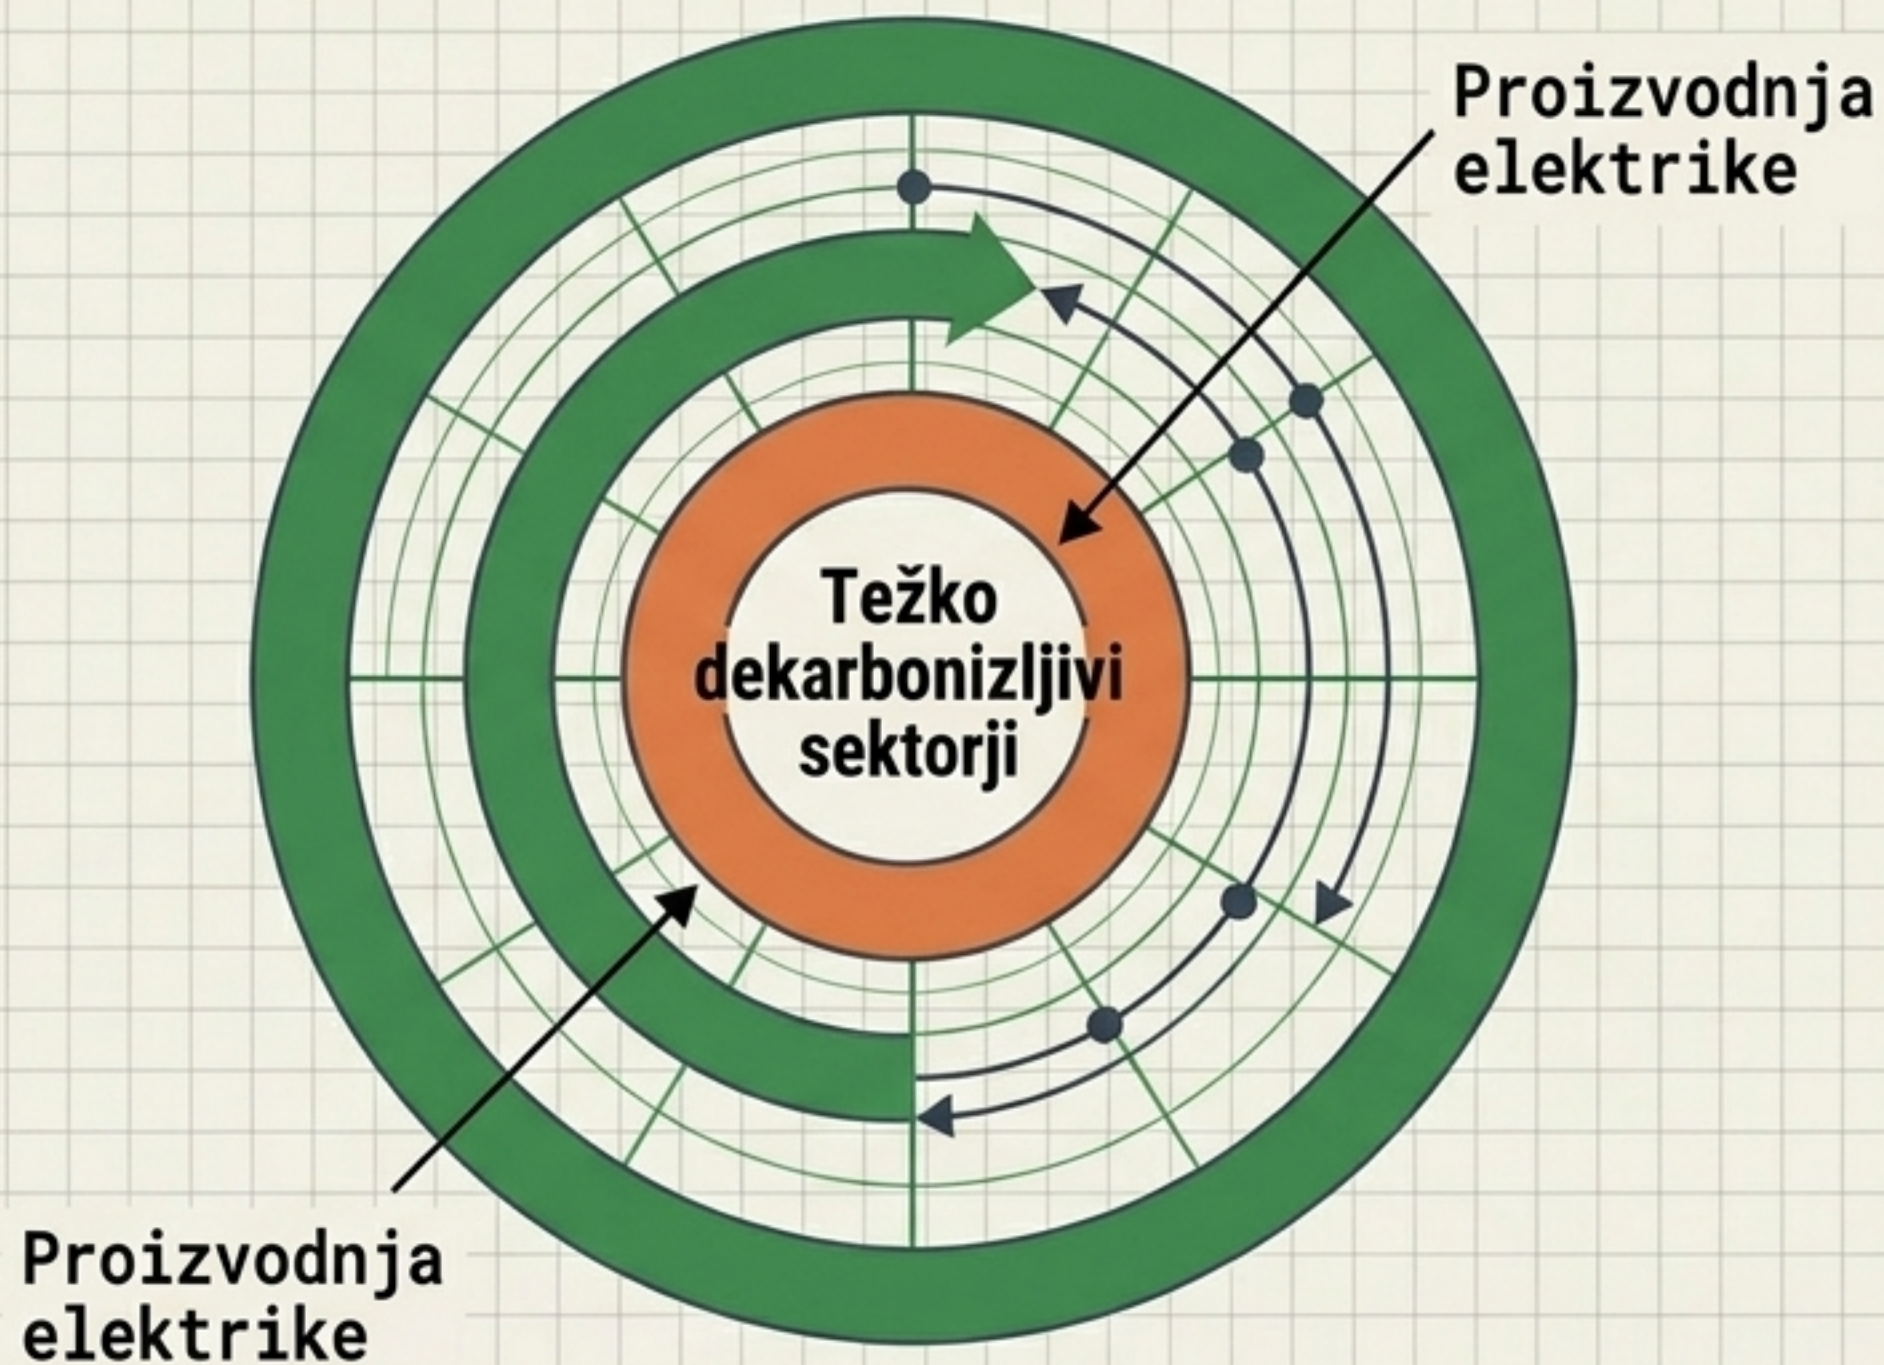 Proizvodnja
elektrike
Težko
dekarbonizljivi
sektorji
Proizvodnja
elektrike